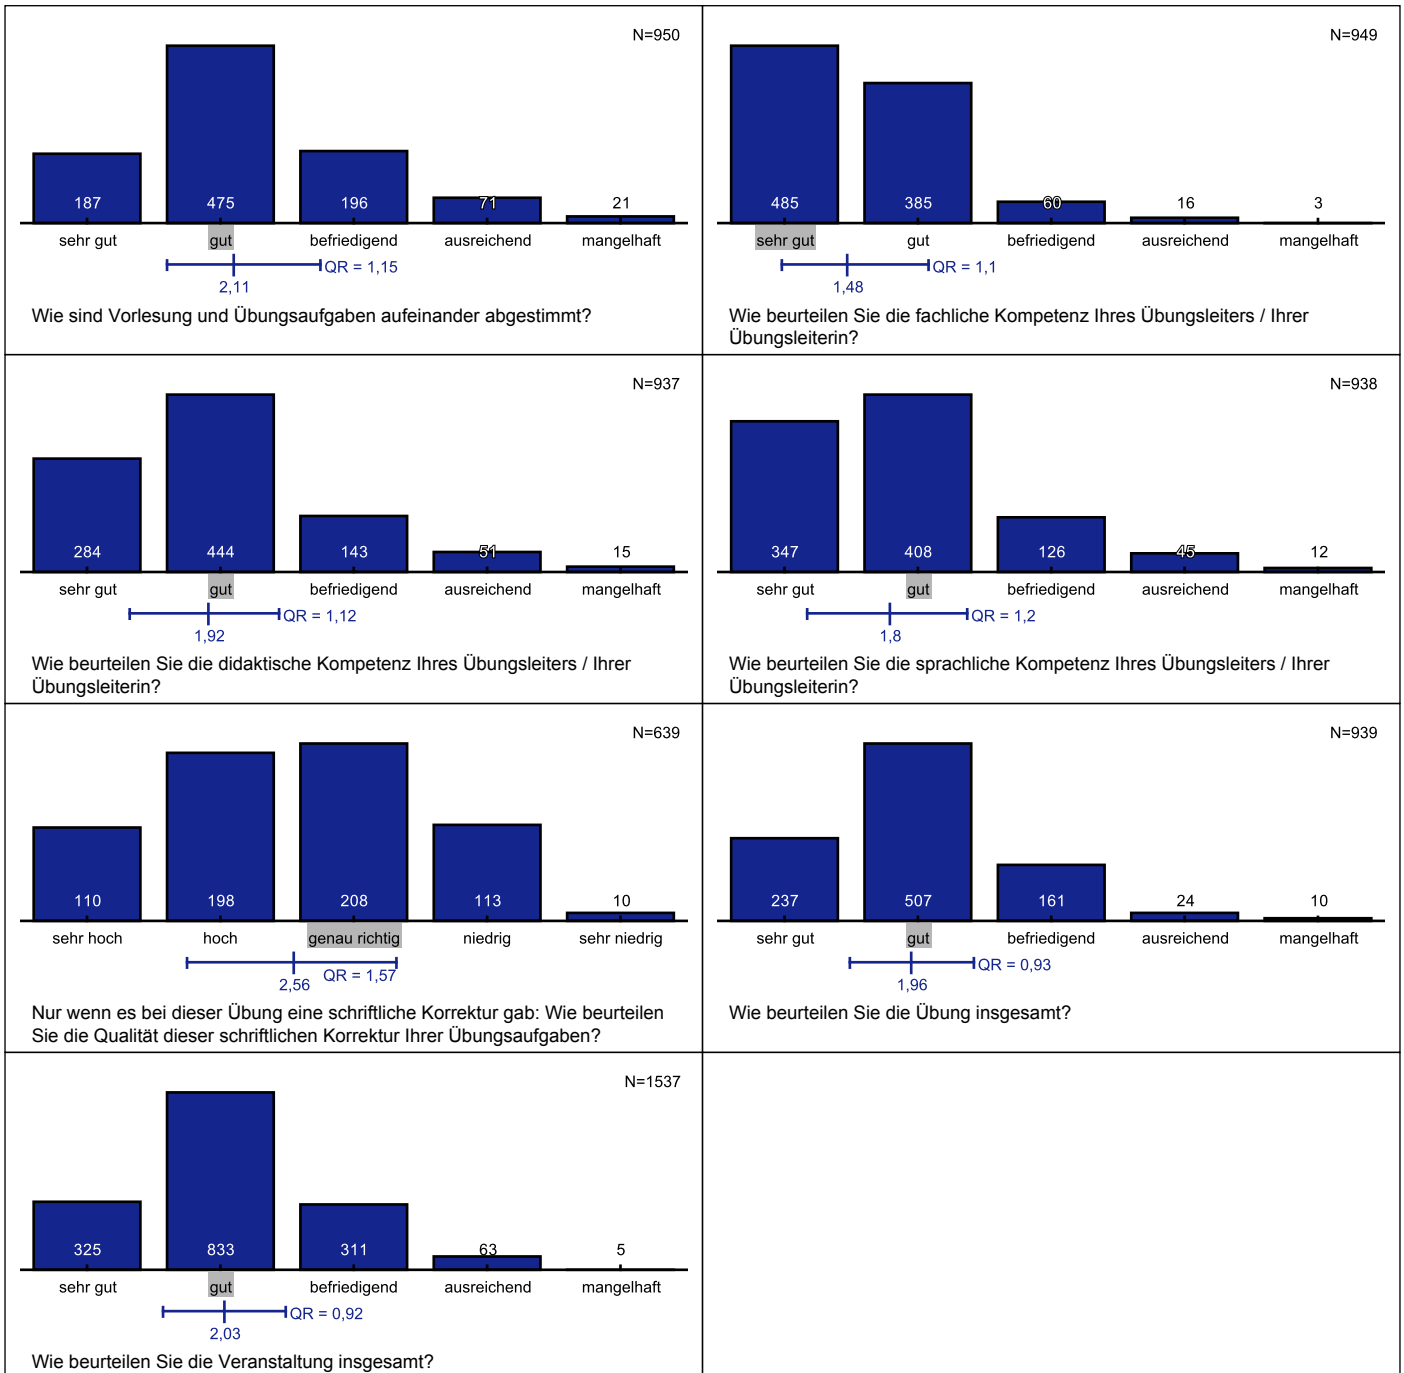 N=950
187 475 196 71 21
sehr gut gut befriedigend ausreichend mangelhaft
QR = 1,15
2,11
Wie sind Vorlesung und Übungsaufgaben aufeinander abgestimmt?
N=949
485 385 60 16 3
sehr gut gut befriedigend ausreichend mangelhaft
QR = 1,1
1,48
Wie beurteilen Sie die fachliche Kompetenz Ihres Übungsleiters / Ihrer
Übungsleiterin?
N=937
284 444 143 51 15
sehr gut gut befriedigend ausreichend mangelhaft
QR = 1,12
1,92
Wie beurteilen Sie die didaktische Kompetenz Ihres Übungsleiters / Ihrer
Übungsleiterin?
N=938
347 408 126 45 12
sehr gut gut befriedigend ausreichend mangelhaft
QR = 1,2
1,8
Wie beurteilen Sie die sprachliche Kompetenz Ihres Übungsleiters / Ihrer
Übungsleiterin?
N=639
110 198 208 113 10
sehr hoch hoch genau richtig niedrig sehr niedrig
QR = 1,57
2,56
Nur wenn es bei dieser Übung eine schriftliche Korrektur gab: Wie beurteilen
Sie die Qualität dieser schriftlichen Korrektur Ihrer Übungsaufgaben?
N=939
237 507 161 24 10
sehr gut gut befriedigend ausreichend mangelhaft
QR = 0,93
1,96
Wie beurteilen Sie die Übung insgesamt?
N=1537
325 833 311 63 5
sehr gut gut befriedigend ausreichend mangelhaft
QR = 0,92
2,03
Wie beurteilen Sie die Veranstaltung insgesamt?